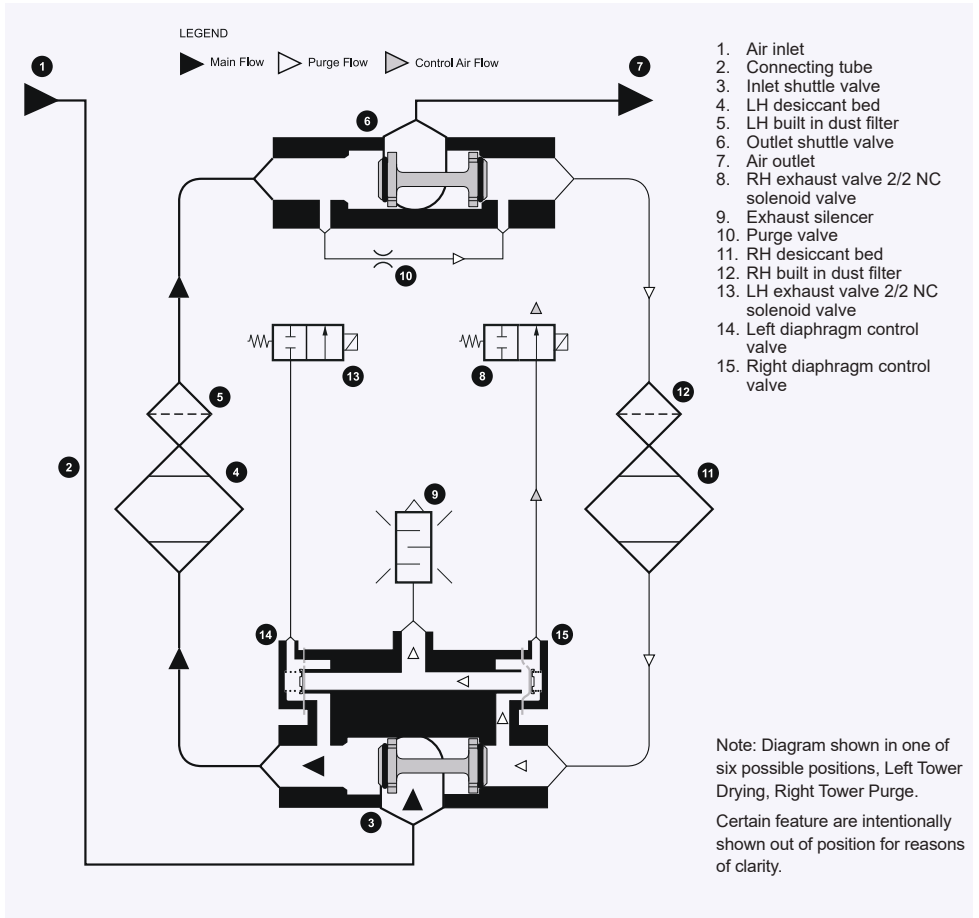 LEGEND
Main Flow
Purge Flow
Control Air Flow
1
7
6
10
13
8
5
12
2
4
11
9
14
15
3
1. Air inlet
2. Connecting tube
3. Inlet shuttle valve
4. LH desiccant bed
5. LH built in dust filter
6. Outlet shuttle valve
7. Air outlet
8. RH exhaust valve 2/2 NC
solenoid valve
9. Exhaust silencer
10. Purge valve
11. RH desiccant bed
12. RH built in dust filter
13. LH exhaust valve 2/2 NC
solenoid valve
14. Left diaphragm control
valve
15. Right diaphragm control
valve
Note: Diagram shown in one of
six possible positions, Left Tower
Drying, Right Tower Purge.
Certain feature are intentionally
shown out of position for reasons
of clarity.